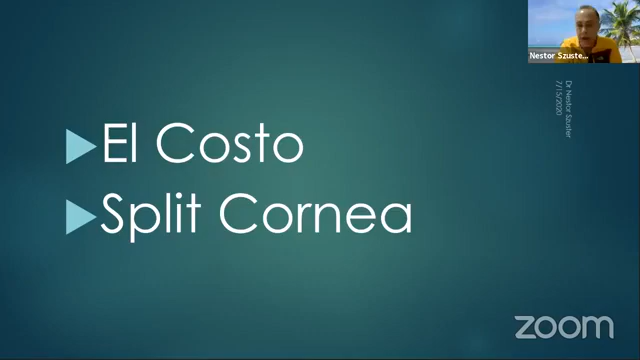 El Costo
Split Cornea
Nestor Szuste...
Dr Nestor Szuster
7/15/2020
zoom